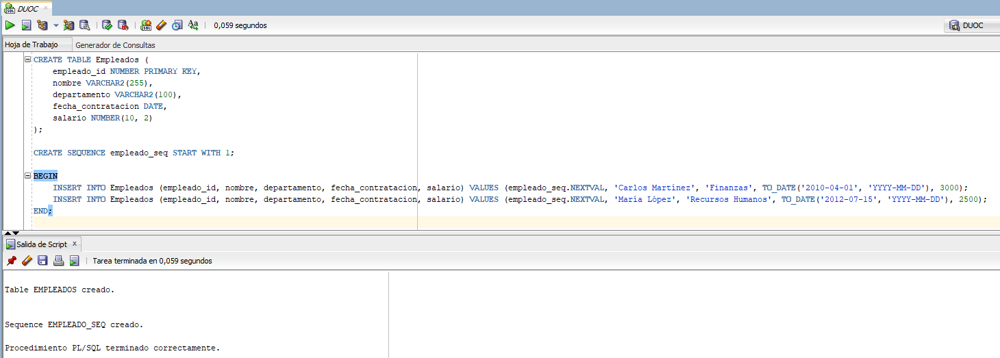 DUOC
0,059 segundos
DUOC
Hoja de Trabajo
Generador de Consultas
CREATE TABLE Empleados (
    empleado_id NUMBER PRIMARY KEY,
    nombre VARCHAR2(255),
    departamento VARCHAR2(100),
    fecha_contratacion DATE,
    salario NUMBER(10, 2)
);
CREATE SEQUENCE empleado_seq START WITH 1;
BEGIN
    INSERT INTO Empleados (empleado_id, nombre, departamento, fecha_contratacion, salario) VALUES (empleado_seq.NEXTVAL, 'Carlos Martínez', 'Finanzas', TO_DATE('2010-04-01', 'YYYY-MM-DD'), 3000);
    INSERT INTO Empleados (empleado_id, nombre, departamento, fecha_contratacion, salario) VALUES (empleado_seq.NEXTVAL, 'María López', 'Recursos Humanos', TO_DATE('2012-07-15', 'YYYY-MM-DD'), 2500);
END;
Salida de Script
Tarea terminada en 0,059 segundos
Table EMPLEADOS creado.
Sequence EMPLEADO_SEQ creado.
Procedimiento PL/SQL terminado correctamente.